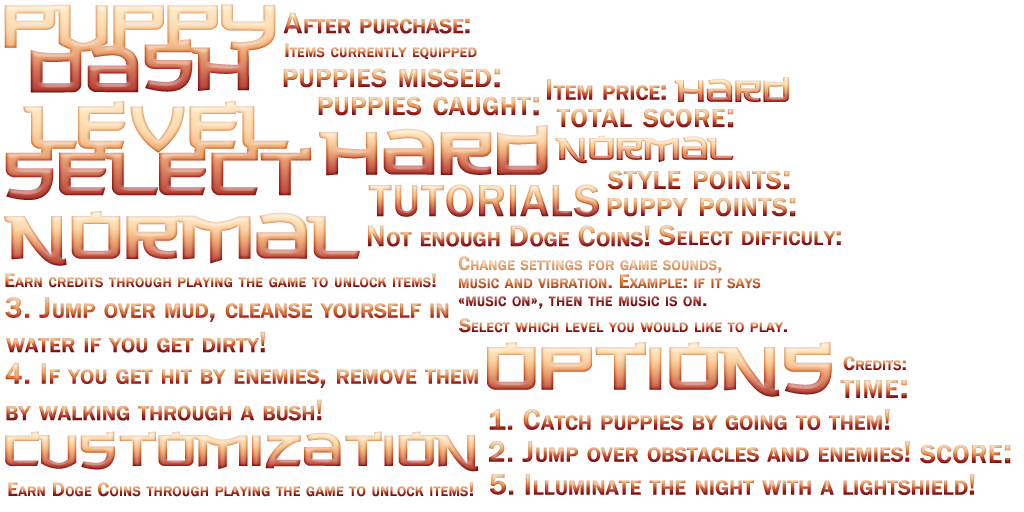 PUPPY
DASH
AFTER PURCHASE:
ITEMS CURRENTLY EQUIPPED
PUPPIES MISSED:
PUPPIES CAUGHT:
ITEM PRICE:
HARD
TOTAL SCORE:
LEVEL
SELECT
HARD
NORMAL
TUTORIALS
STYLE POINTS:
PUPPY POINTS:
NORMAL
NOT ENOUGH DOGE COINS!
SELECT DIFFICULY:
EARN CREDITS THROUGH PLAYING THE GAME TO UNLOCK ITEMS!
CHANGE SETTINGS FOR GAME SOUNDS,
MUSIC AND VIBRATION. EXAMPLE: IF IT SAYS
«MUSIC ON», THEN THE MUSIC IS ON.
3. JUMP OVER MUD, CLEANSE YOURSELF IN
WATER IF YOU GET DIRTY!
SELECT WHICH LEVEL YOU WOULD LIKE TO PLAY.
4. IF YOU GET HIT BY ENEMIES, REMOVE THEM
BY WALKING THROUGH A BUSH!
OPTIONS
CREDITS:
TIME:
CUSTOMIZATION
1. CATCH PUPPIES BY GOING TO THEM!
2. JUMP OVER OBSTACLES AND ENEMIES!
SCORE:
EARN DOGE COINS THROUGH PLAYING THE GAME TO UNLOCK ITEMS!
5. ILLUMINATE THE NIGHT WITH A LIGHTSHIELD!